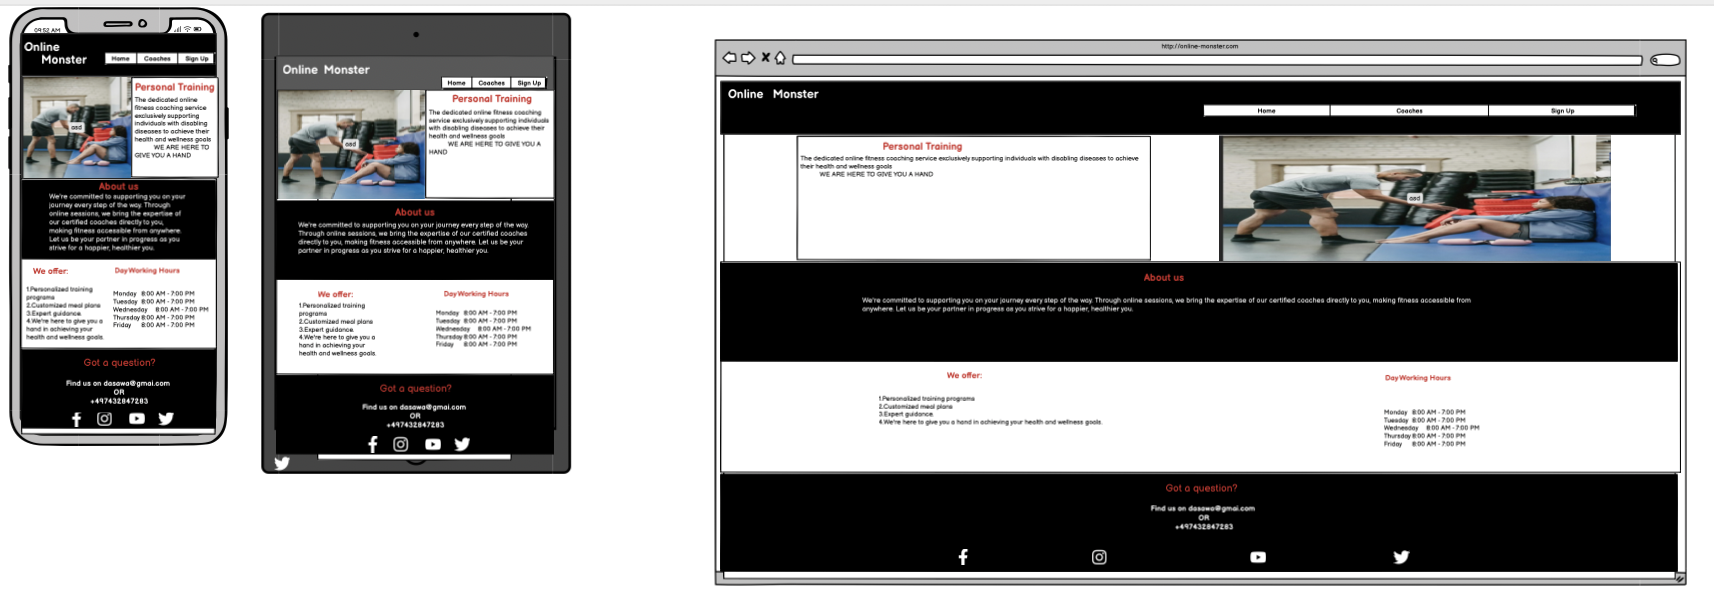 09:52 AM
Online
Monster
Home Coaches Sign Up
asd
Personal Training
The dedicated online
fitness coaching service
exclusively supporting
individuals with disabling
diseases to achieve their
health and wellness goals
WE ARE HERE TO
GIVE YOU A HAND
About us
We're committed to supporting you on your
journey every step of the way. Through
online sessions, we bring the expertise of
our certified coaches directly to you,
making fitness accessible from anywhere.
Let us be your partner in progress as you
strive for a happier, healthier you.
We offer:
1.Personalized training
programs
2.Customized meal plans
3.Expert guidance.
4.We're here to give you a
hand in achieving your
health and wellness goals.
DayWorking Hours
Monday 8:00 AM - 7:00 PM
Tuesday 8:00 AM - 7:00 PM
Wednesday 8:00 AM - 7:00 PM
Thursday 8:00 AM - 7:00 PM
Friday 8:00 AM - 7:00 PM
Got a question?
Find us on dasawa@gmai.com
OR
+497432847283
Online Monster
Home Coaches Sign Up
asd
Personal Training
The dedicated online fitness coaching
service exclusively supporting individuals
with disabling diseases to achieve their
health and wellness goals
WE ARE HERE TO GIVE YOU A
HAND
About us
We're committed to supporting you on your journey every step of the way.
Through online sessions, we bring the expertise of our certified coaches
directly to you, making fitness accessible from anywhere. Let us be your
partner in progress as you strive for a happier, healthier you.
We offer:
1.Personalized training
programs
2.Customized meal plans
3.Expert guidance.
4.We're here to give you a
hand in achieving your
health and wellness goals.
DayWorking Hours
Monday 8:00 AM - 7:00 PM
Tuesday 8:00 AM - 7:00 PM
Wednesday 8:00 AM - 7:00 PM
Thursday 8:00 AM - 7:00 PM
Friday 8:00 AM - 7:00 PM
Got a question?
Find us on dasawa@gmai.com
OR
+497432847283
http://online-monster.com
Online Monster
Home Coaches Sign Up
Personal Training
The dedicated online fitness coaching service exclusively supporting individuals with disabling diseases to achieve
their health and wellness goals
WE ARE HERE TO GIVE YOU A HAND
asd
About us
We're committed to supporting you on your journey every step of the way. Through online sessions, we bring the expertise of our certified coaches directly to you, making fitness accessible from
anywhere. Let us be your partner in progress as you strive for a happier, healthier you.
We offer:
1.Personalized training programs
2.Customized meal plans
3.Expert guidance.
4.We're here to give you a hand in achieving your health and wellness goals.
DayWorking Hours
Monday 8:00 AM - 7:00 PM
Tuesday 8:00 AM - 7:00 PM
Wednesday 8:00 AM - 7:00 PM
Thursday 8:00 AM - 7:00 PM
Friday 8:00 AM - 7:00 PM
Got a question?
Find us on dasawa@gmai.com
OR
+497432847283